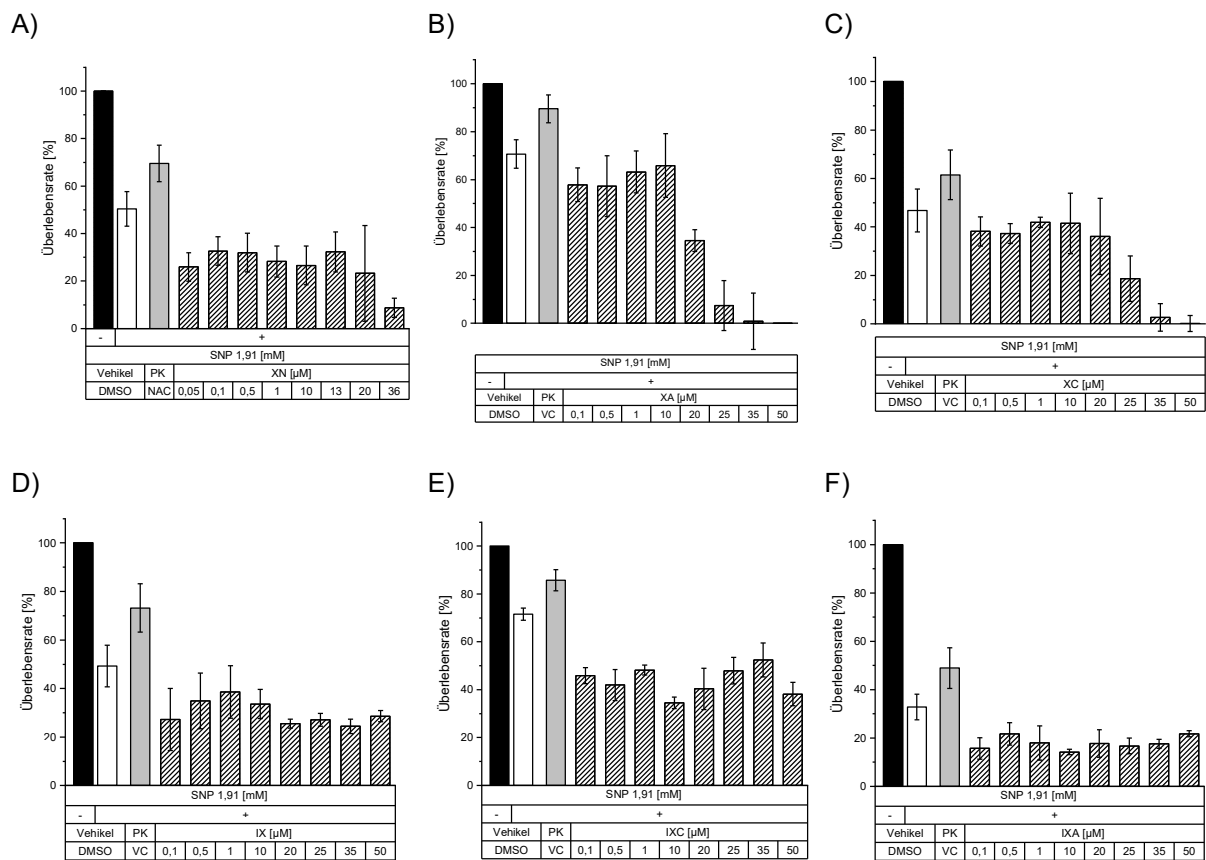 A)
Überlebensrate [%]
100
80
60
40
20
0
- +
SNP 1,91 [mM]
Vehikel PK XN [µM]
DMSO NAC 0,05 0,1 0,5 1 10 13 20 36
B)
Überlebensrate [%]
100
80
60
40
20
0
SNP 1,91 [mM]
- +
Vehikel PK XA [µM]
DMSO VC 0,1 0,5 1 10 20 25 35 50
C)
Überlebensrate [%]
100
80
60
40
20
0
SNP 1,91 [mM]
- +
Vehikel PK XC [µM]
DMSO VC 0,1 0,5 1 10 20 25 35 50
D)
Überlebensrate [%]
100
80
60
40
20
0
SNP 1,91 [mM]
- +
Vehikel PK IX [µM]
DMSO VC 0,1 0,5 1 10 20 25 35 50
E)
Überlebensrate [%]
100
80
60
40
20
0
SNP 1,91 [mM]
- +
Vehikel PK IXC [µM]
DMSO VC 0,1 0,5 1 10 20 25 35 50
F)
Überlebensrate [%]
100
80
60
40
20
0
SNP 1,91 [mM]
- +
Vehikel PK IXA [µM]
DMSO VC 0,1 0,5 1 10 20 25 35 50